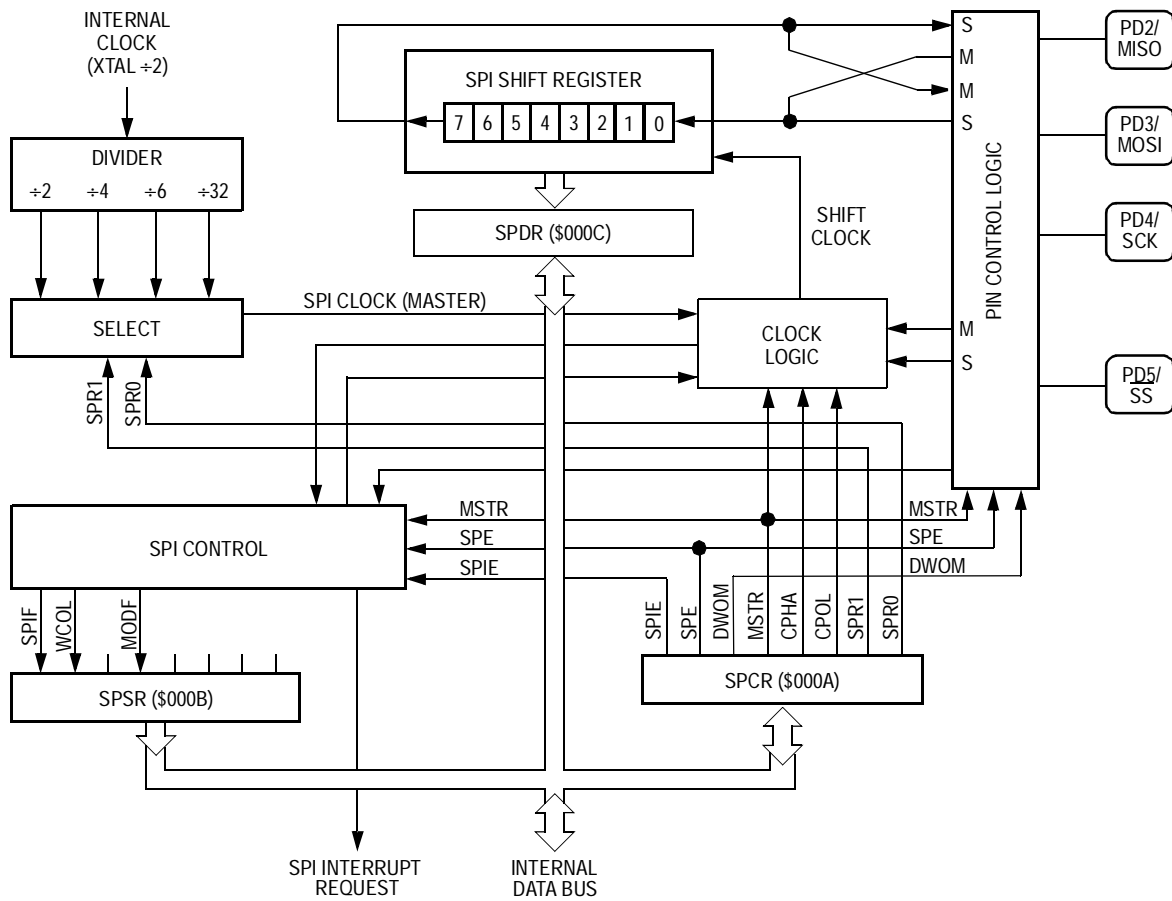 INTERNAL
CLOCK
(XTAL ÷2)
DIVIDER
÷2 ÷4 ÷6 ÷32
SELECT
SPR1
SPR0
SPI SHIFT REGISTER
7 6 5 4 3 2 1 0
SPDR ($000C)
SHIFT
CLOCK
SPI CLOCK (MASTER)
CLOCK
LOGIC
S
M
M
S
M
S
PIN CONTROL LOGIC
PD2/
MISO
PD3/
MOSI
PD4/
SCK
PD5/
SS
SPI CONTROL
MSTR
SPE
SPIE
MSTR
SPE
DWOM
SPIF
WCOL
MODF
SPIE
SPE
DWOM
MSTR
CPHA
CPOL
SPR1
SPR0
SPSR ($000B)
SPCR ($000A)
SPI INTERRUPT
REQUEST
INTERNAL
DATA BUS